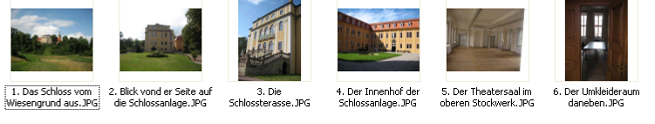 1. Das Schloss vom
Wiesengrund aus.JPG
2. Blick vond er Seite auf
die Schlossanlage.JPG
3. Die
Schlossterasse.JPG
4. Der Innenhof der
Schlossanlage.JPG
5. Der Theatersaal im
oberen Stockwerk.JPG
6. Der Umkleideraum
daneben.JPG